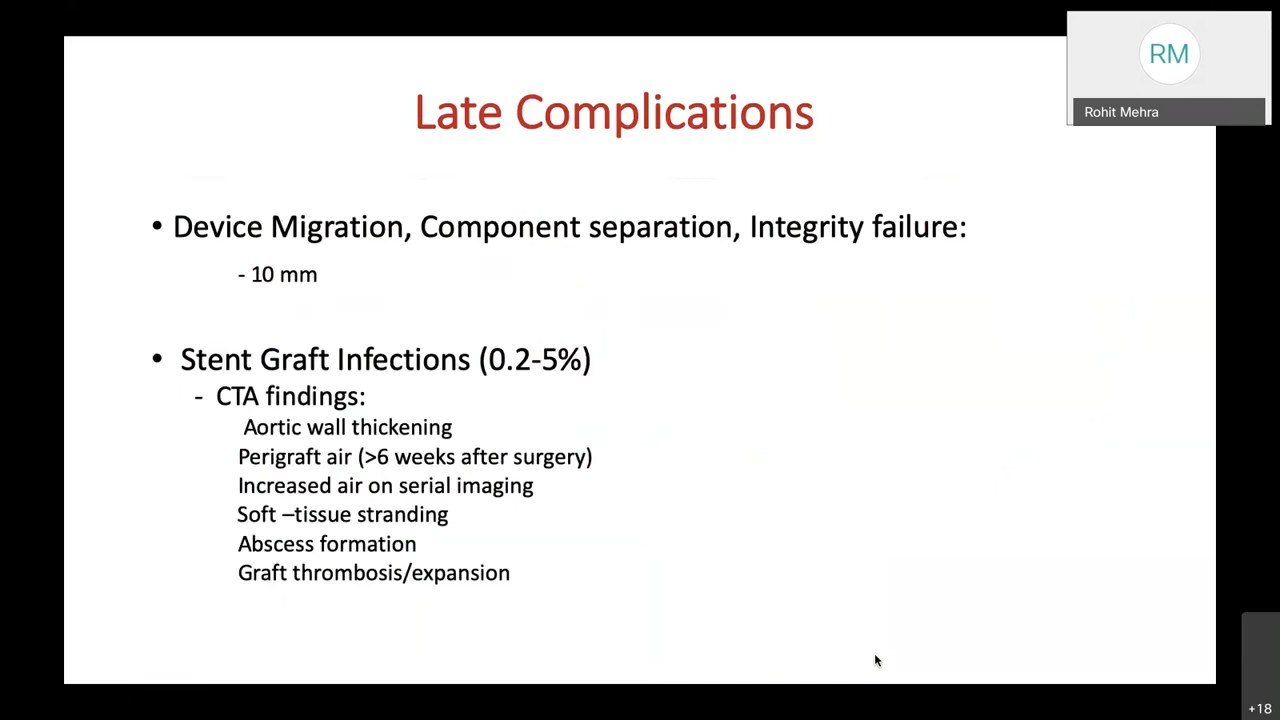 RM
Rohit Mehra
Late Complications
• Device Migration, Component separation, Integrity failure:
- 10 mm
• Stent Graft Infections (0.2-5%)
- CTA findings:
Aortic wall thickening
Perigraft air (>6 weeks after surgery)
Increased air on serial imaging
Soft –tissue stranding
Abscess formation
Graft thrombosis/expansion
+18